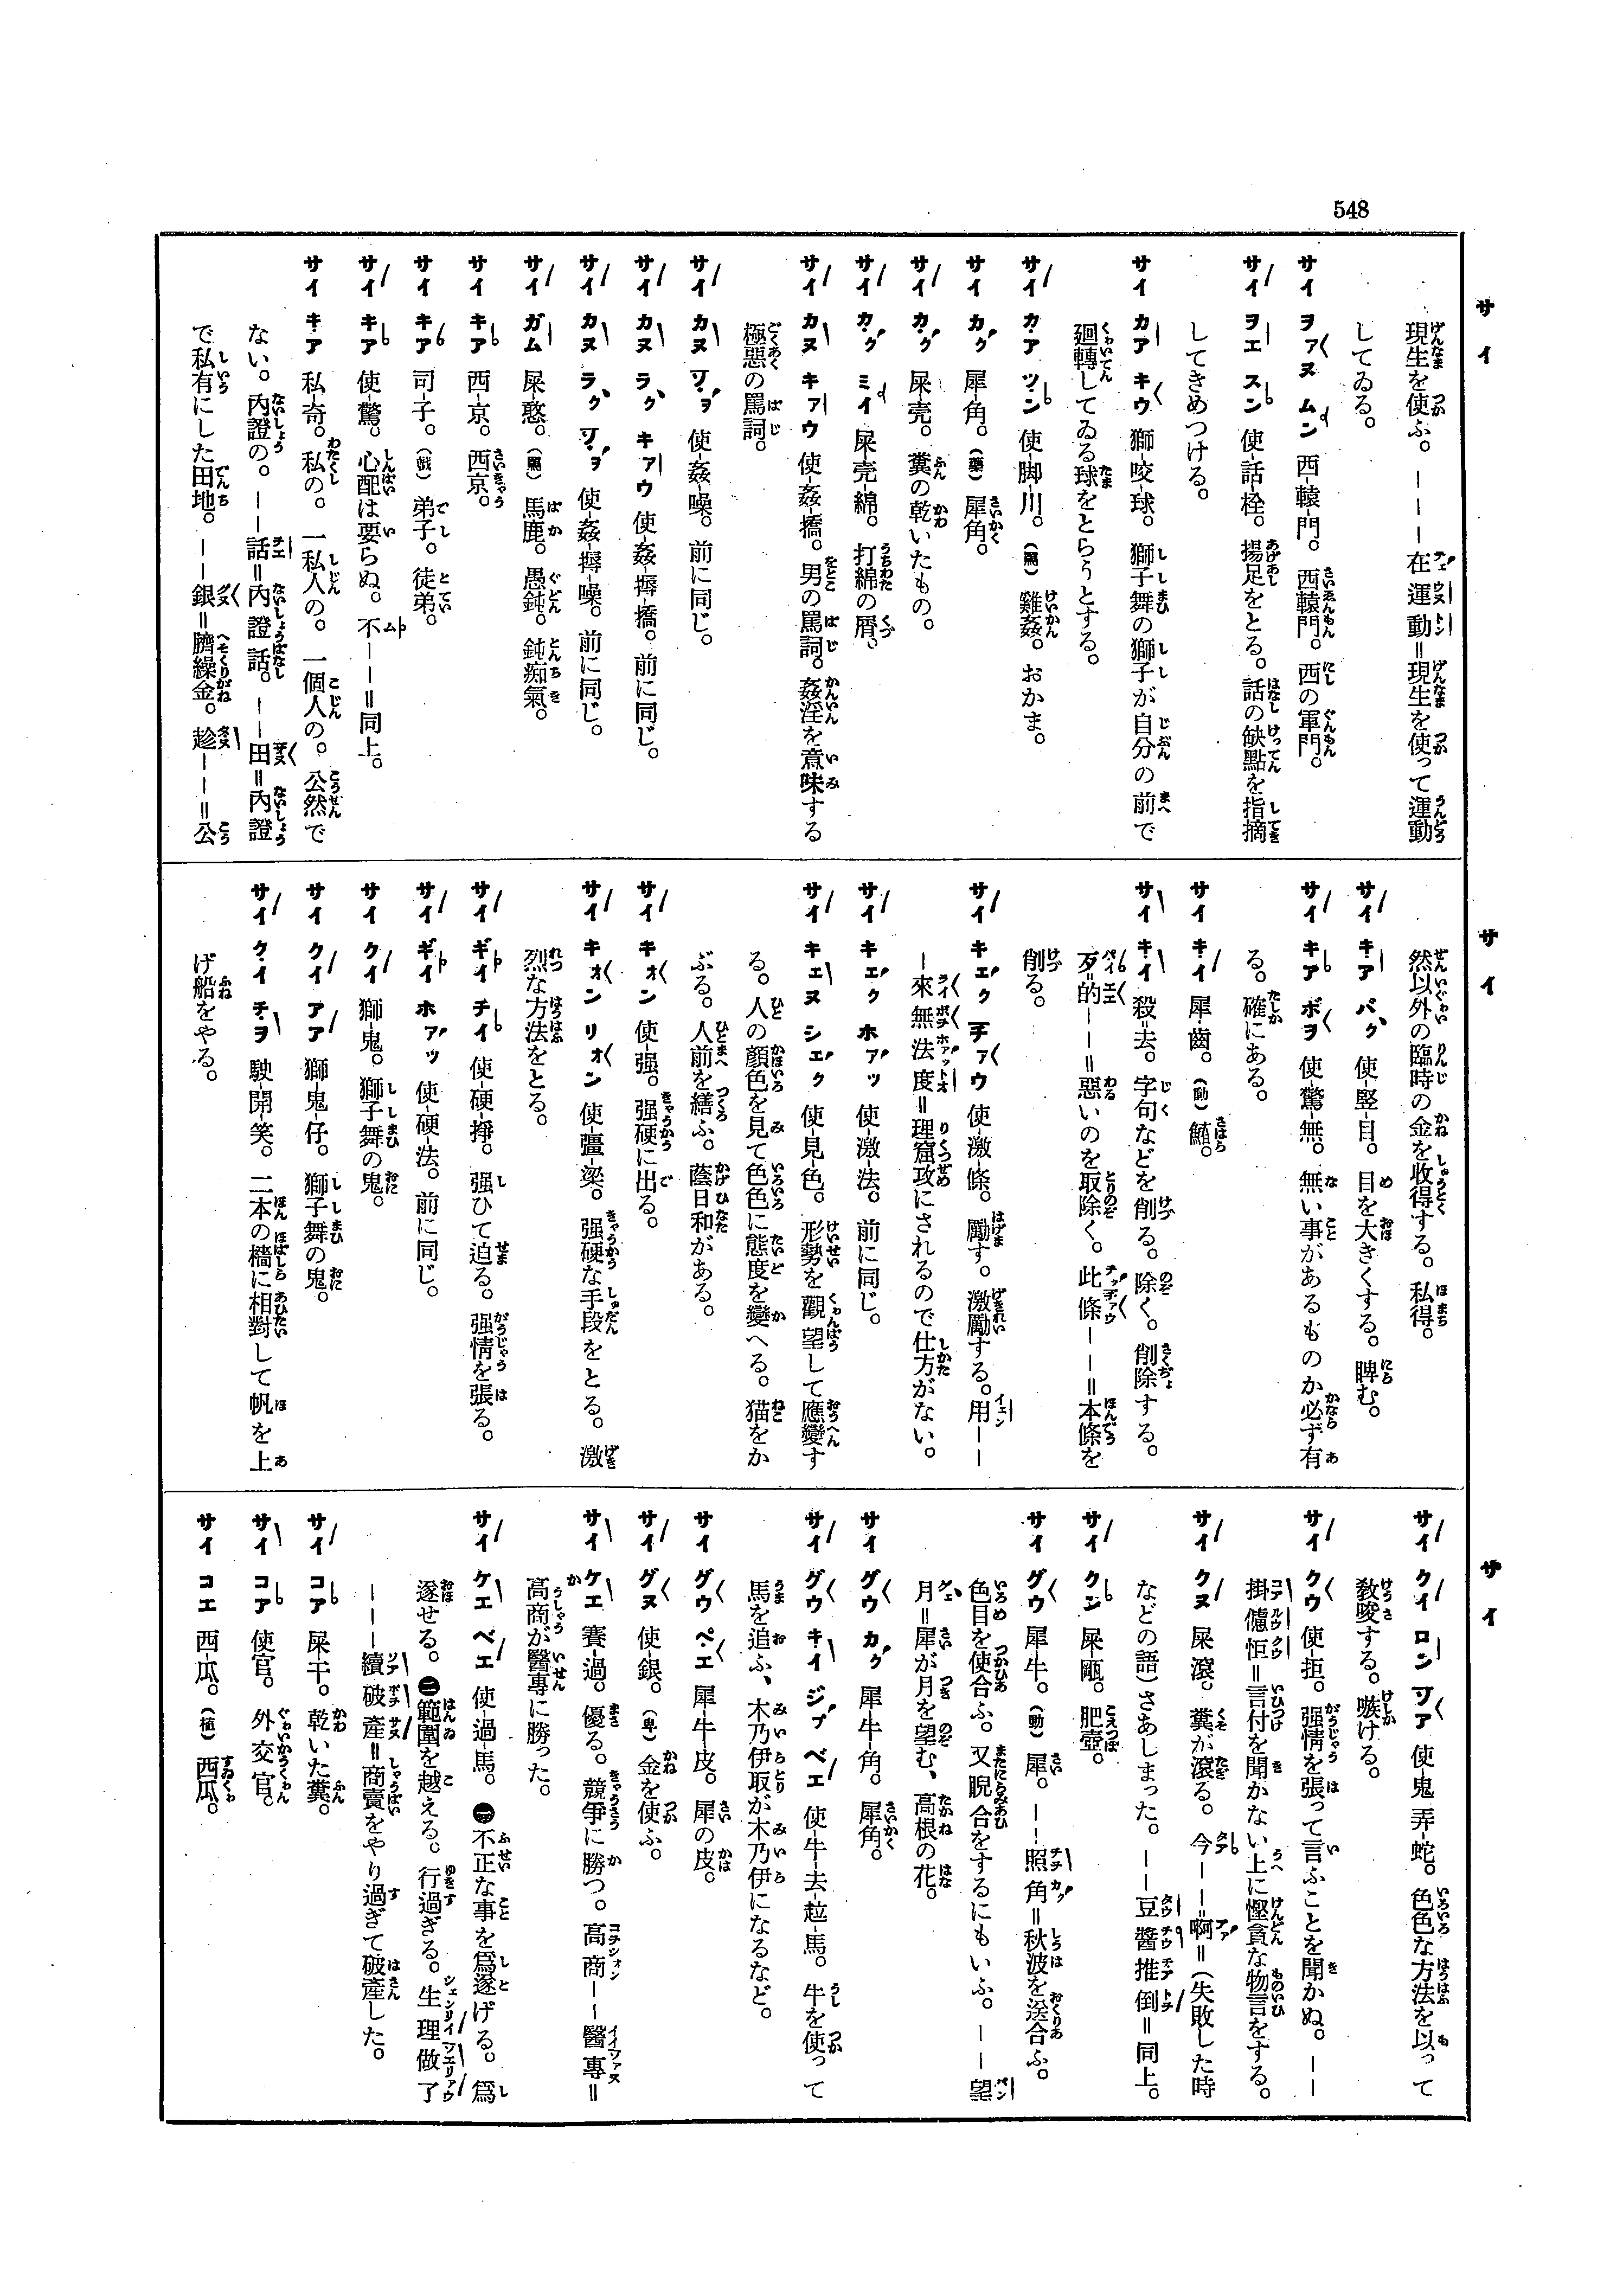 548
サイ
現生を使ふ。―――在運動＝現生を使って運動
してゐる。
サイ ヲァヌ ムン 西-轅-門。西轅門。西の軍門。
サイ ヲエ スン 使-話-栓。揚足をとる。話の缺點を指摘
してきめつける。
サイ カア キウ 獅-咬-球。獅子舞の獅子が自分の前で
廻轉してゐる球をとらうとする。
サイ カ・ア ツ・ン 使-脚-川。（罵）雞姦。おかま。
サイ カク 犀-角。（藥）犀角。
サイ カ・ク 屎-売。糞の乾いたもの。
サイ カ・ク ミイ 屎-売-綿。打綿の屑。
サイ カヌ キァウ 使-姦-撟。男の罵詞。姦淫を意味する
極惡の罵詞。
サイ カヌ ソ・ヲ 使-姦-噪。前に同じ。
サイ カヌ ラク キァウ 使-姦-撏-撟。前に同じ。
サイ カヌ ラク ソ・ヲ 使-姦-撏-噪。前に同じ。
サイ ガム 屎-憨。（罵）馬鹿。愚鈍。鈍痴氣。
サイ キア 西-京。西京。
サイ キア 司-子。（戲）弟子。徒弟。
サイ キア 使-驚。心配は要らぬ。不――＝同上。
サイ キ・ア 私-奇。私の。一私人の。一個人の。公然で
ない。內證の。――話＝內證話。――田＝內證
で私有にした田地。――銀＝臍繰金。趁――＝公
サイ
然以外の臨時の金を收得する。私得。
サイ キ・ア バク 使-堅-目。目を大きくする。睥む。
サイ キア ボヲ 使-驚-無。無い事があるものか必ず有
る。確にある。
サイ キ・イ 犀-齒。（動）鰆。
サイ キ・イ 殺-去。字句などを削る。除く。削除する。
歹-的――＝惡いのを取除く。此條――＝本條を
削る。
サイ キェク チァウ 使-激-條。勵す。激勵する。用――
-來無法度＝理窟攻にされるので仕方がない。
サイ キェク ホァッ 使-激-法。前に同じ。
サイ キェヌ シェク 使-見-色。形勢を觀望して應變す
る。人の顏色を見て色色に態度を變へる。猫をか
ぶる。人前を繕ふ。蔭日和がある。
サイ キォン 使-强。强硬に出る。
サイ キォン リォン 使-彊-梁。强硬な手段をとる。激
烈な方法をとる。
サイ ギイ チイ 使-硬-掙。强ひて迫る。强情を張る。
サイ ギイ ホァッ 使-硬-法。前に同じ。
サイ クイ 獅-鬼。獅子舞の鬼。
サイ クイ アア 獅-鬼-仔。獅子舞の鬼。
サイ ク・イ チ・ヲ 駛-開-笑。二本の檣に相對して帆を上
げ船をやる。
サイ
サイ クイ ロン ソァ 使-鬼-弄-蛇。色色な方法を以って
敎唆する。嗾ける。
サイ クウ 使-拒。强情を張って言ふことを聞かぬ。――
掛儢怐＝言付を聞かない上に慳貪な物言をする。
サイ クヌ 屎-滾。糞が滾る。今――啊＝（失敗した時
などの語）さあしまった。――豆醬推倒＝同上。
サイ クン 屎-㼜。肥壺。
サイ グウ 犀-牛。（動）犀。――照角＝秋波を送合ふ。
色目を使合ふ。又睨合をするにもいふ。――望
月＝犀が月を望む、高根の花。
サイ グウ カク 犀-牛-角。犀角。
サイ グウ キ・イ ジプ ベエ 使-牛-去-趈-馬。牛を使って
馬を追ふ、木乃伊取が木乃伊になるなど。
サイ グウ ペ・エ 犀-牛-皮。犀の皮。
サイ グヌ 使-銀。（卑）金を使ふ。
サイ ケエ 賽-過。優る。競爭に勝つ。高商――醫專＝
高商が醫專に勝った。
サイ ケエ ベエ 使-過-馬。㊀不正な事を爲遂げる。爲
遂せる。㊁範圍を越える。行過ぎる。生理做了
―――續破產＝商賣をやり過ぎて破產した。
サイ コア 屎-干。乾いた糞。
サイ コア 使-官。外交官。
サイ コエ 西-瓜。（植）西瓜。